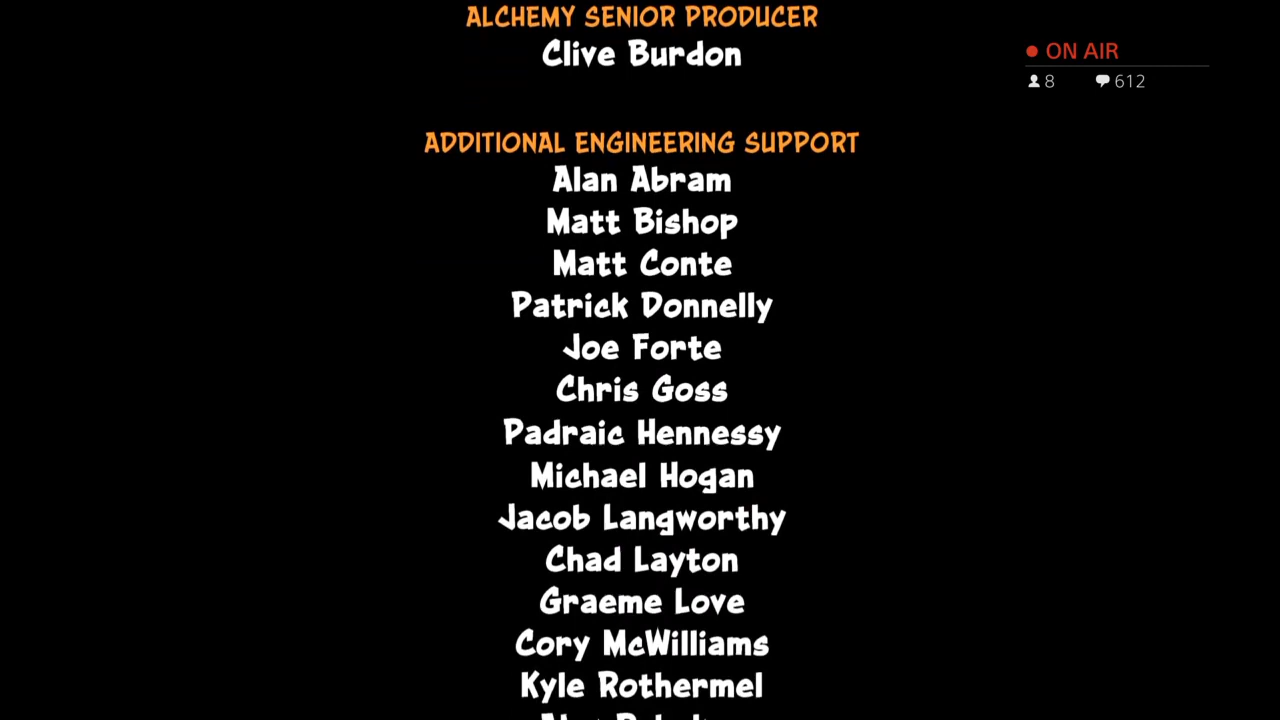 ALCHEMY SENIOR PRODUCER
Clive Burdon
ON AIR
8 612
ADDITIONAL ENGINEERING SUPPORT
Alan Abram
Matt Bishop
Matt Conte
Patrick Donnelly
Joe Forte
Chris Goss
Padraic Hennessy
Michael Hogan
Jacob Langworthy
Chad Layton
Graeme Love
Cory McWilliams
Kyle Rothermel